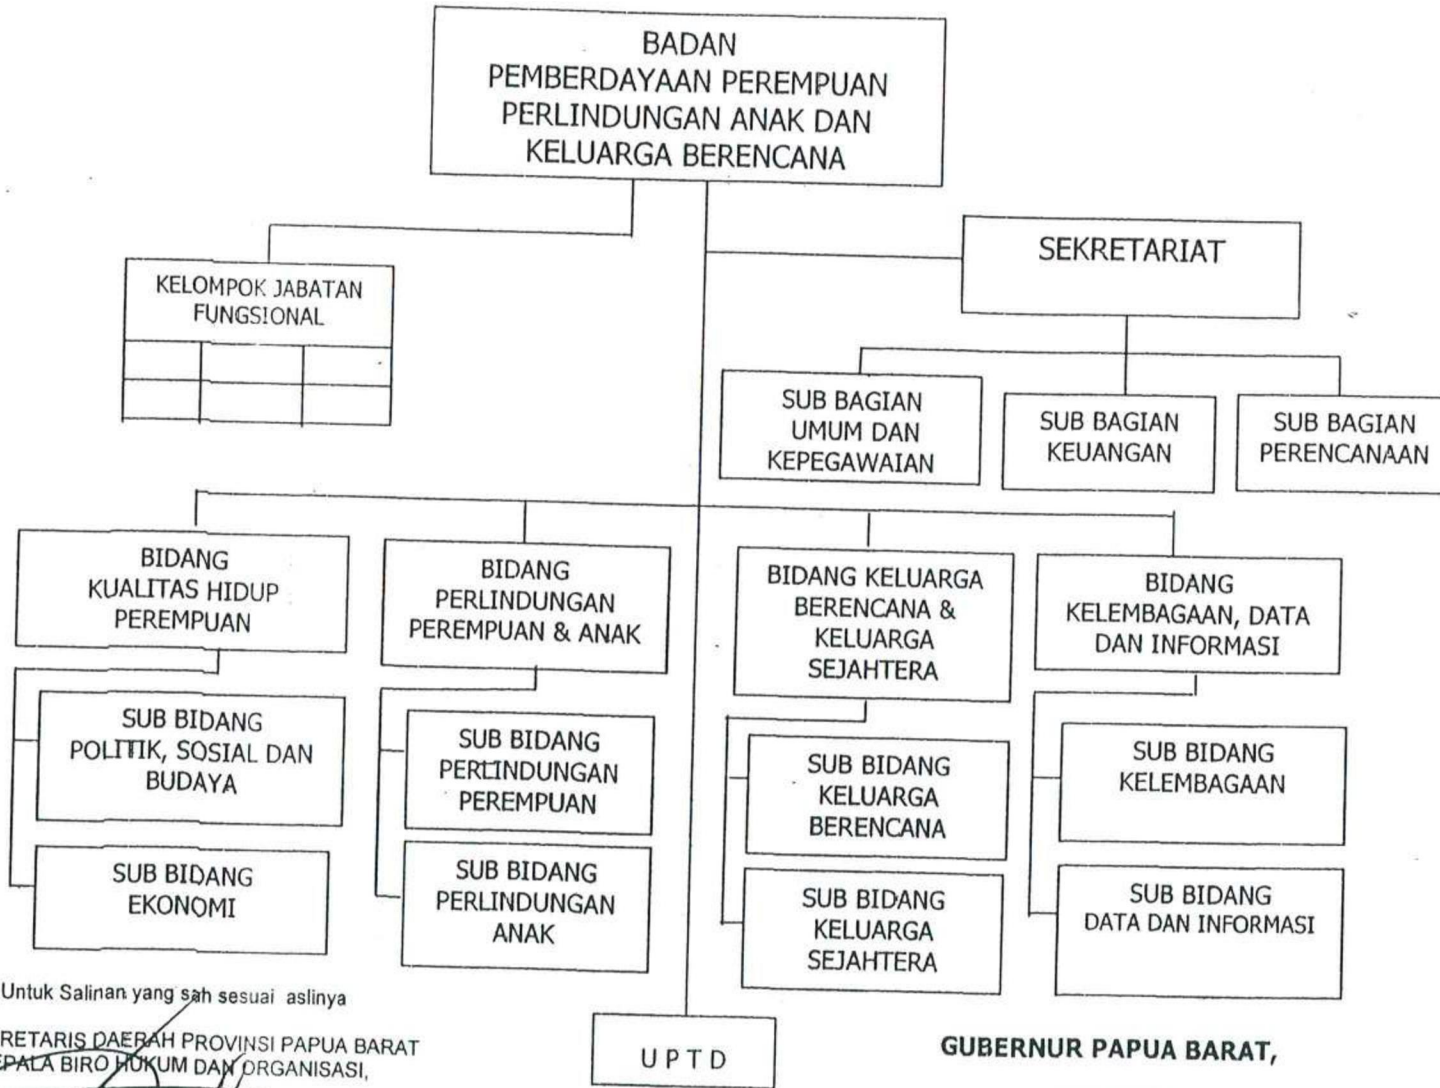 BADAN
PEMBERDAYAAN PEREMPUAN
PERLINDUNGAN ANAK DAN
KELUARGA BERENCANA
SEKRETARIAT
KELOMPOK JABATAN
FUNGSIONAL
SUB BAGIAN
UMUM DAN
KEPEGAWAIAN
SUB BAGIAN
KEUANGAN
SUB BAGIAN
PERENCANAAN
BIDANG
KUALITAS HIDUP
PEREMPUAN
BIDANG
PERLINDUNGAN
PEREMPUAN & ANAK
BIDANG KELUARGA
BERENCANA &
KELUARGA
SEJAHTERA
BIDANG
KELEMBAGAAN, DATA
DAN INFORMASI
SUB BIDANG
POLITIK, SOSIAL DAN
BUDAYA
SUB BIDANG
PERLINDUNGAN
PEREMPUAN
SUB BIDANG
KELUARGA
BERENCANA
SUB BIDANG
KELEMBAGAAN
SUB BIDANG
EKONOMI
SUB BIDANG
PERLINDUNGAN
ANAK
SUB BIDANG
KELUARGA
SEJAHTERA
SUB BIDANG
DATA DAN INFORMASI
Untuk Salinan yang sah sesuai aslinya
RETARIS DAERAH PROVINSI PAPUA BARAT
EPALA BIRO HUKUM DAN ORGANISASI,
UPTD
GUBERNUR PAPUA BARAT,